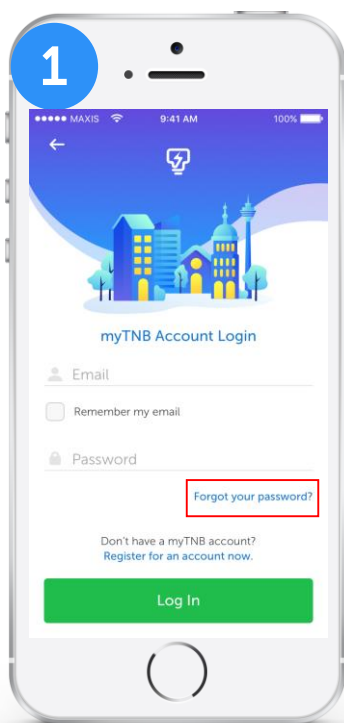 1
MAXIS 9:41 AM 100%
myTNB Account Login
Email
Remember my email
Password
Forgot your password?
Don't have a myTNB account?
Register for an account now.
Log In